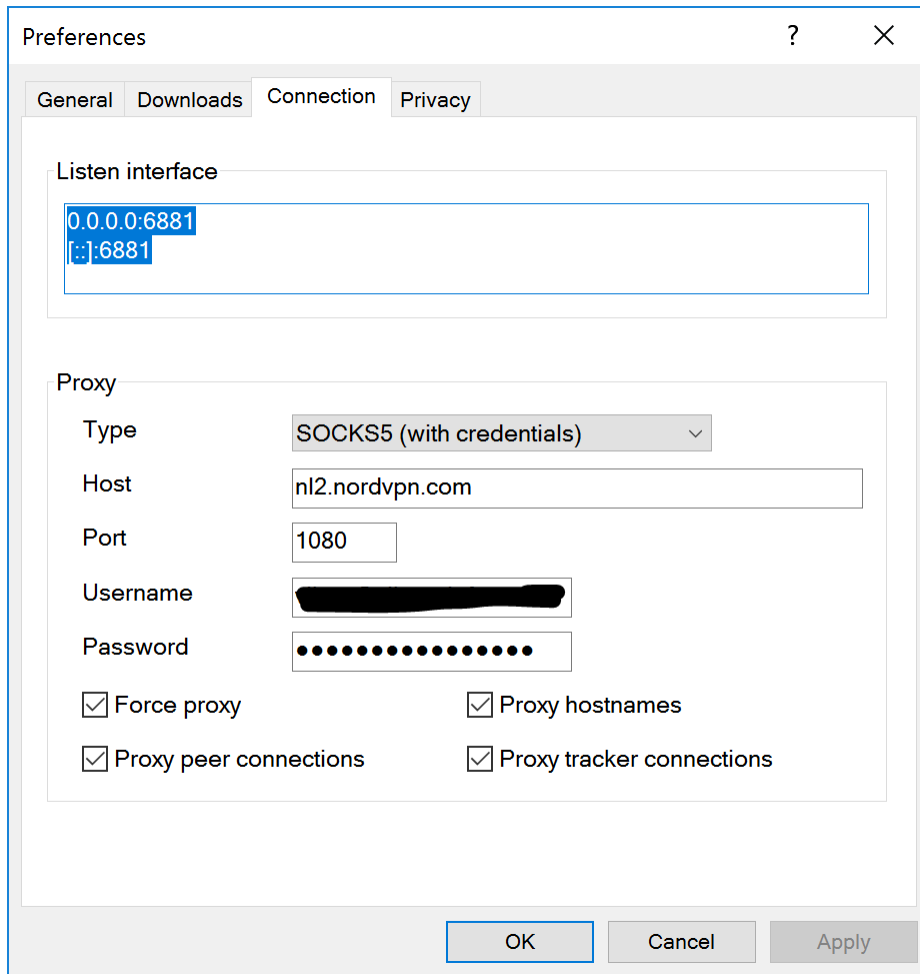 Preferences
?
General Downloads Connection Privacy
Listen interface
0.0.0.0:6881
[::]:6881
Proxy
Type SOCKS5 (with credentials)
Host nl2.nordvpn.com
Port 1080
Username
Password ●●●●●●●●●●●●●●●●
Force proxy Proxy hostnames
Proxy peer connections Proxy tracker connections
OK Cancel Apply